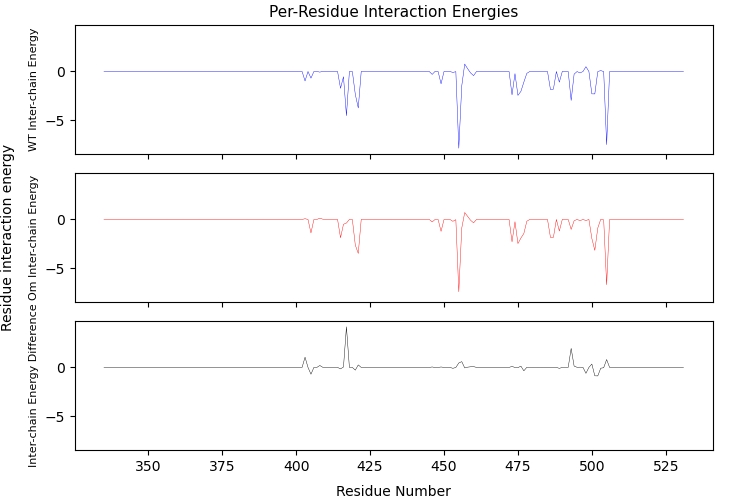 Per-Residue Interaction Energies
Residue interaction energy
WT Inter-chain Energy
0
−5
Om Inter-chain Energy
0
−5
Inter-chain Energy Difference
0
−5
350 375 400 425 450 475 500 525
Residue Number